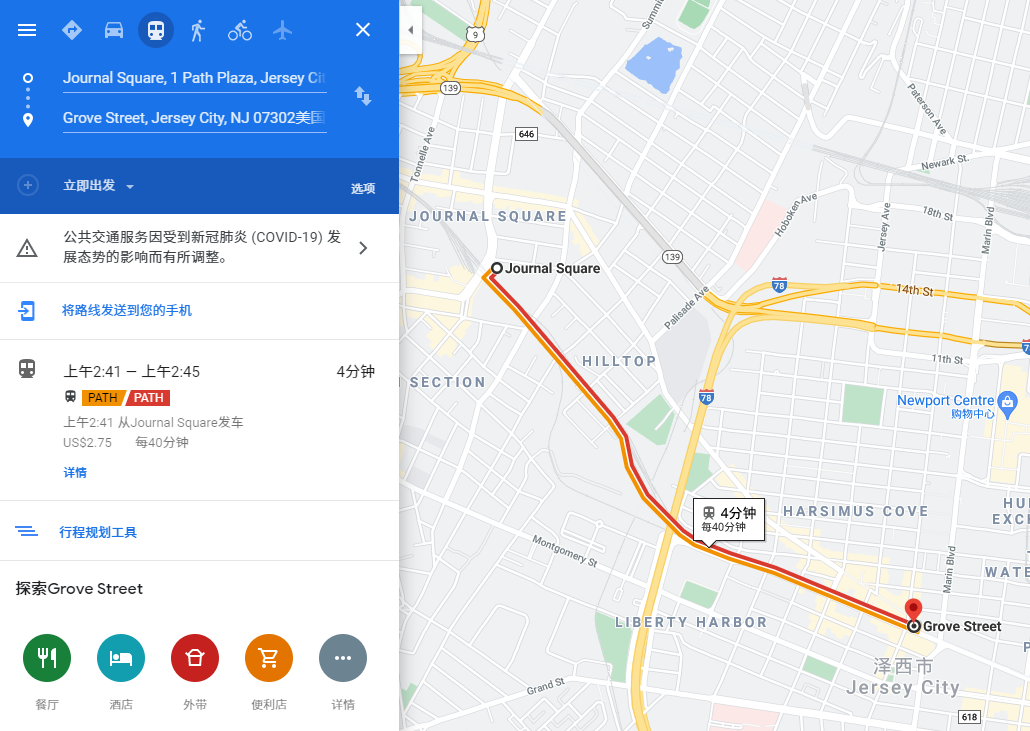 Journal Square, 1 Path Plaza, Jersey Cit
Grove Street, Jersey City, NJ 07302美国
立即出发
选项
公共交通服务因受到新冠肺炎 (COVID-19) 发
展态势的影响而有所调整。
将路线发送到您的手机
上午2:41 – 上午2:45
4分钟
PATH
PATH
上午2:41 从Journal Square发车
US$2.75 每40分钟
详情
行程规划工具
探索Grove Street
餐厅
酒店
外带
便利店
详情
9
139
646
Summi
Tonnelle Ave
JOURNAL SQUARE
Journal Square
139
Paterson Ave
Newark St.
Hoboken Ave
18th St
Jersey Ave
Marin Blvd
78
14th St
Palisade Ave
11th St
HILLTOP
SECTION
78
Newport Centre
购物中心
4分钟
每40分钟
HARSIMUS COVE
HU
EXC
Montgomery St
Marin Blvd
WATE
LIBERTY HARBOR
Grove Street
泽西市
Jersey City
Grand St
618